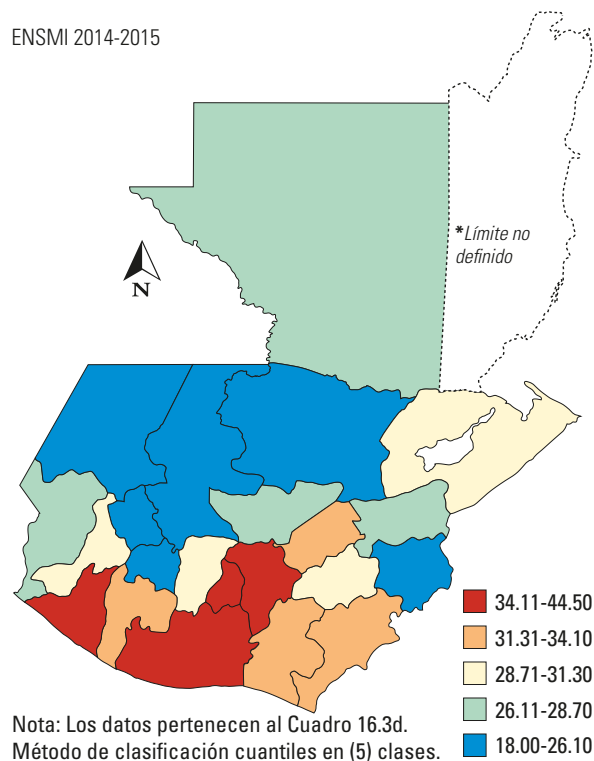 ENSMI 2014-2015
*Límite no
definido
N
34.11-44.50
31.31-34.10
28.71-31.30
26.11-28.70
18.00-26.10
Nota: Los datos pertenecen al Cuadro 16.3d.
Método de clasificación cuantiles en (5) clases.